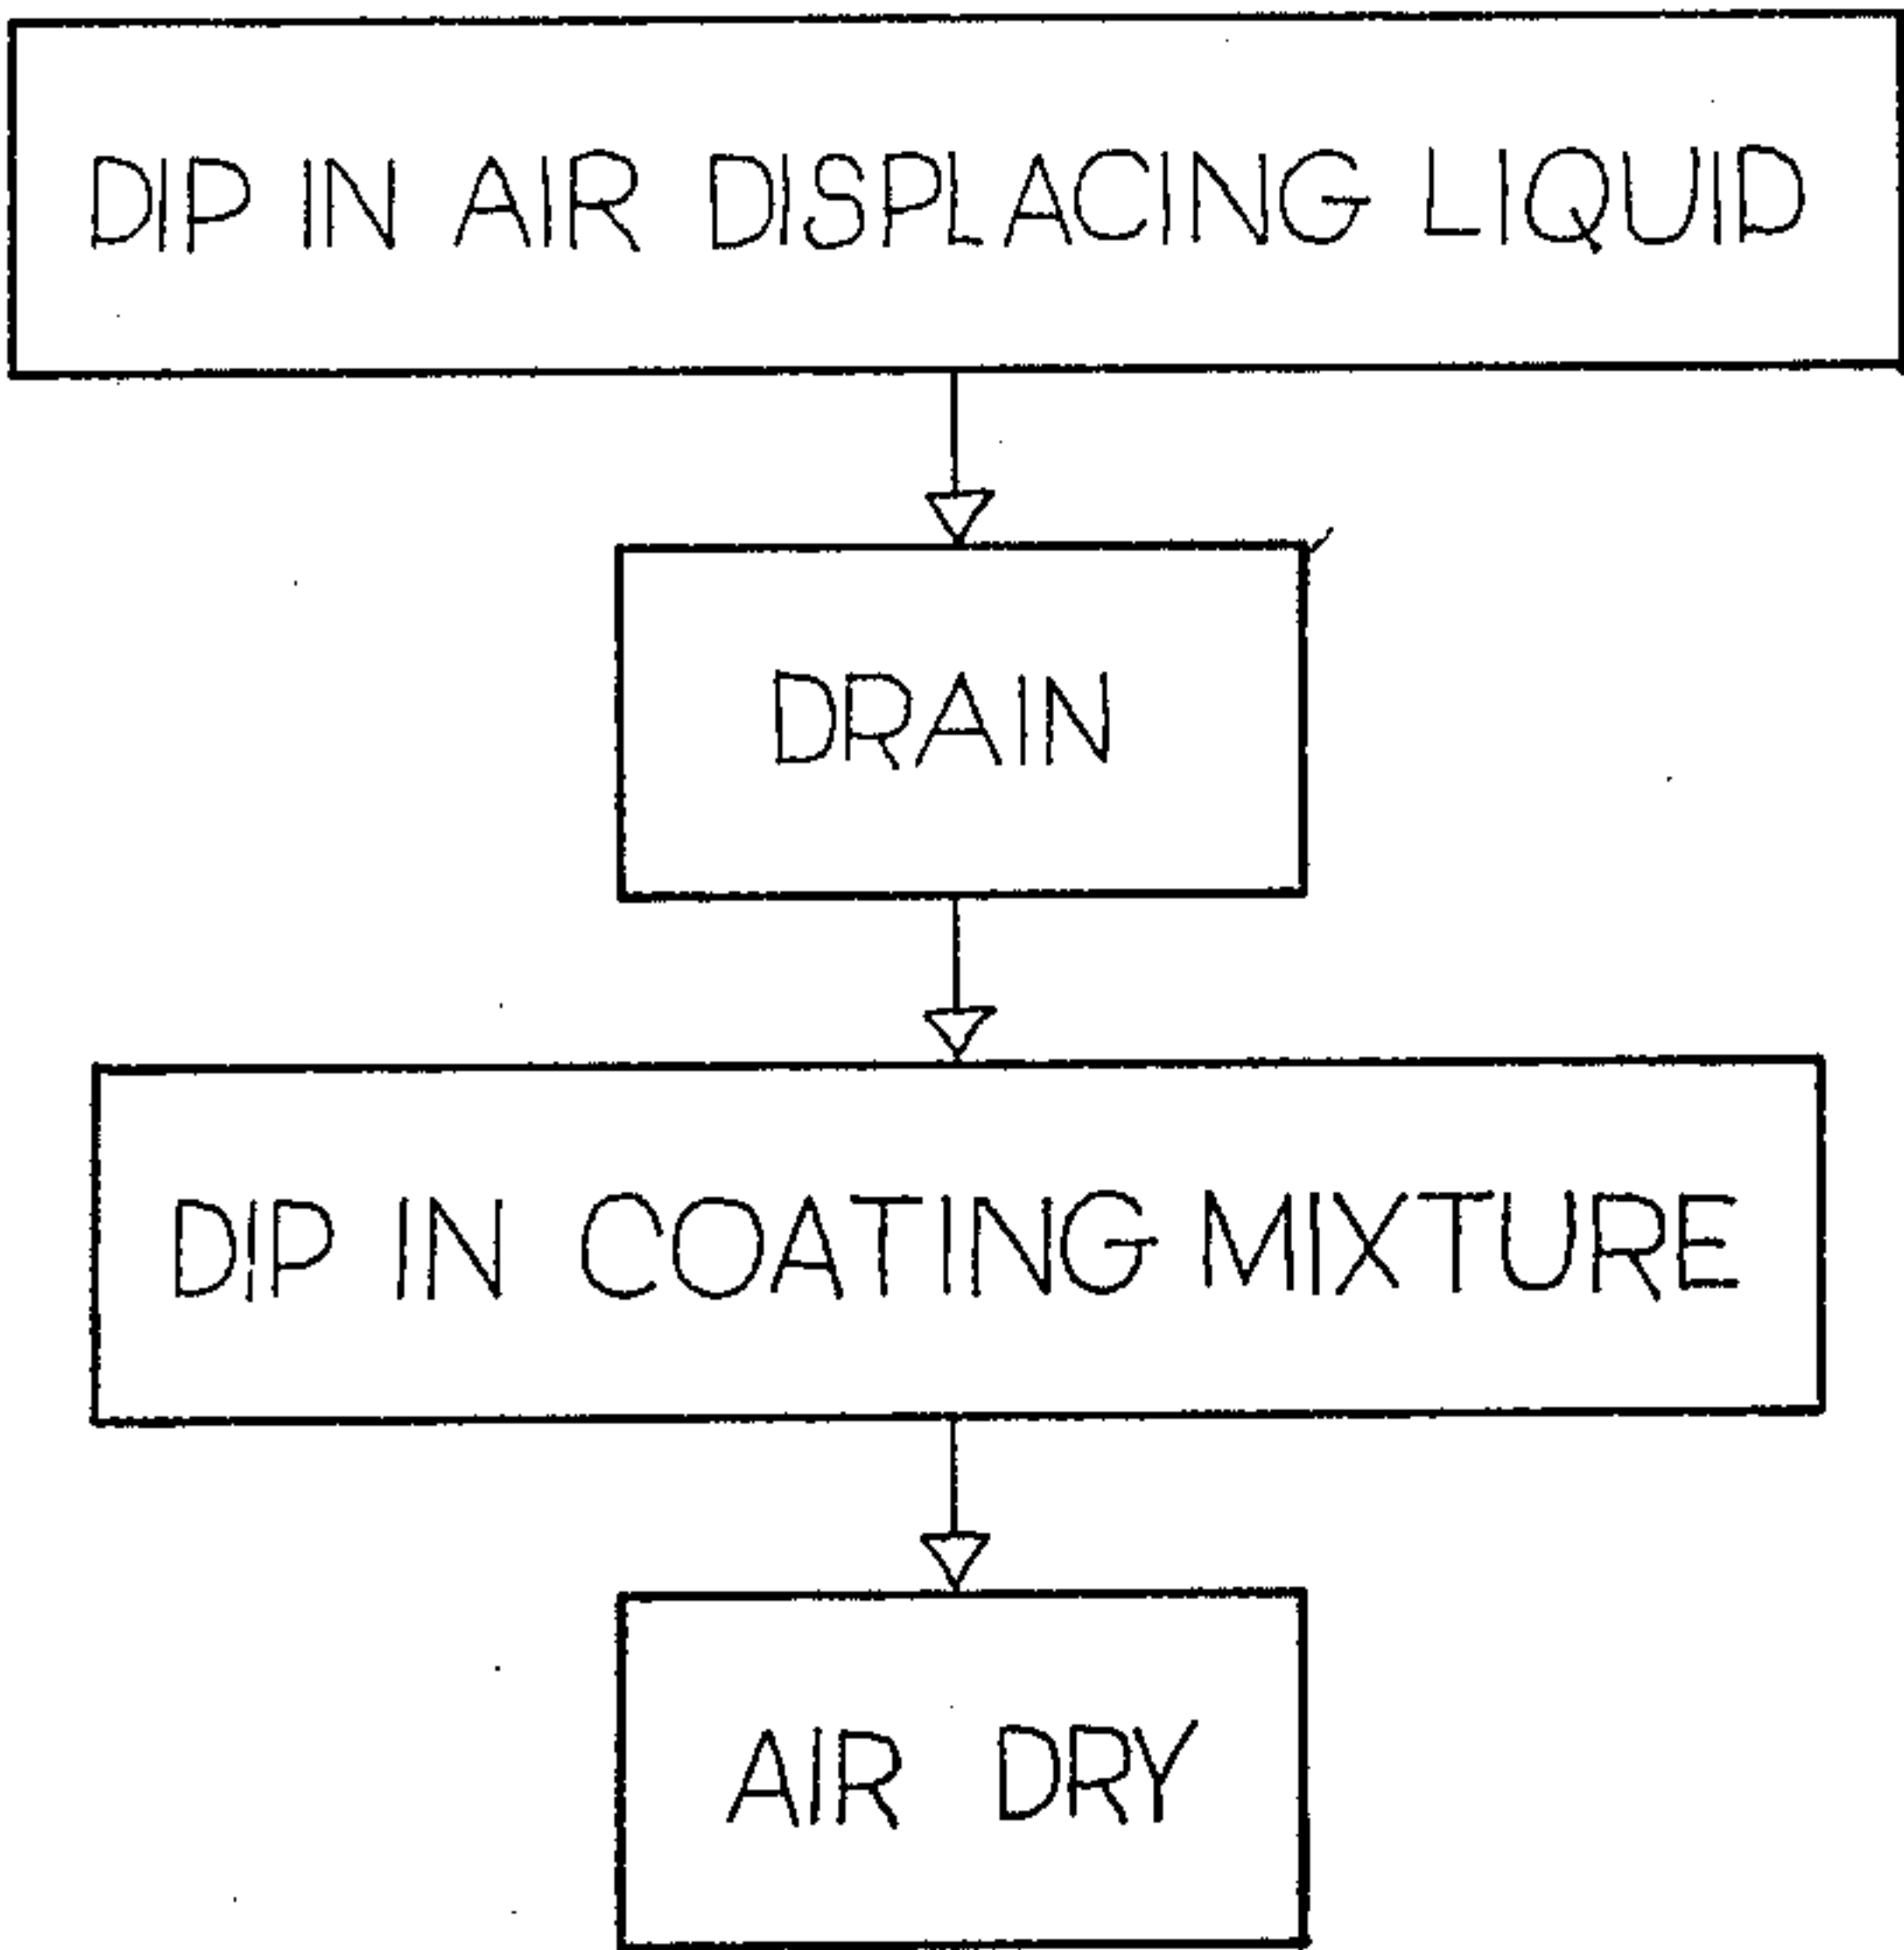 DIP IN AIR DISPLACING LIQUID
DRAIN
DIP IN COATING MIXTURE
AIR DRY